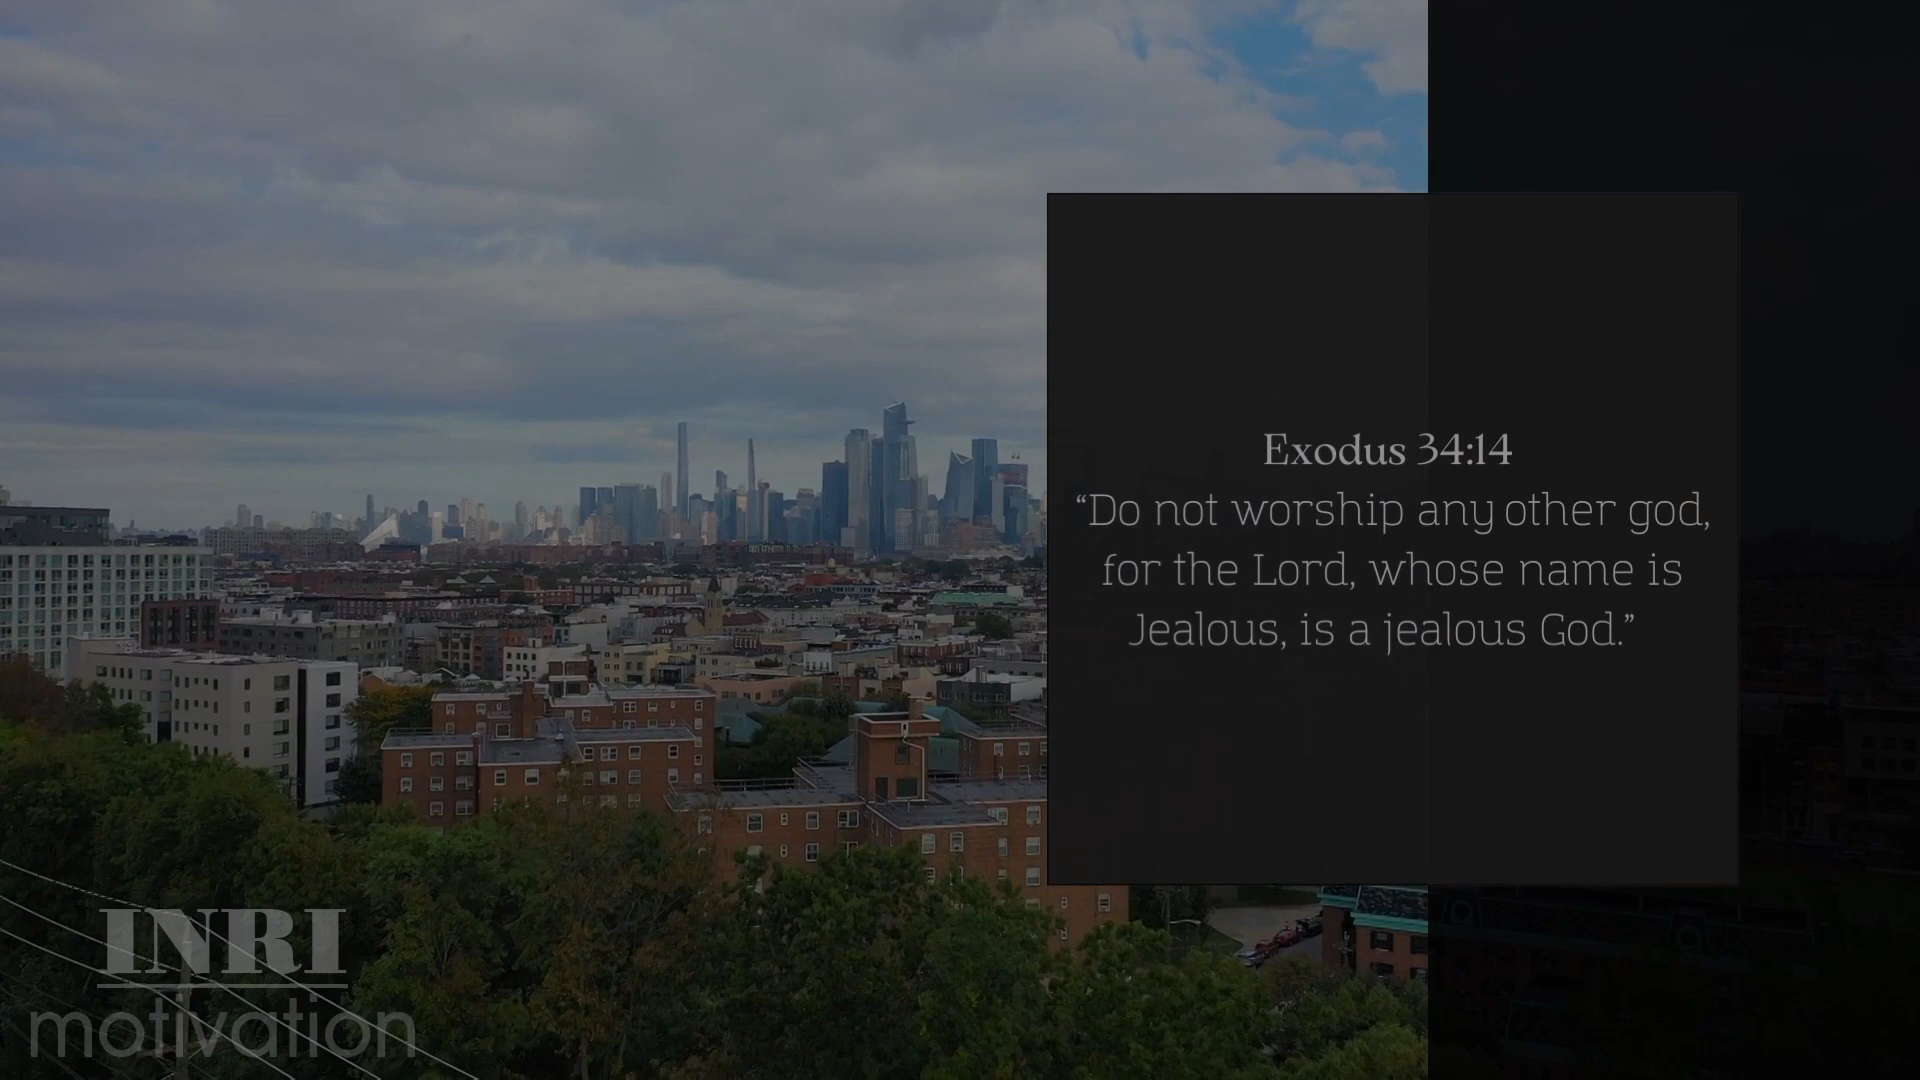 Exodus 34:14
“Do not worship any other god,
for the Lord, whose name is
Jealous, is a jealous God.”
INRI
motivation